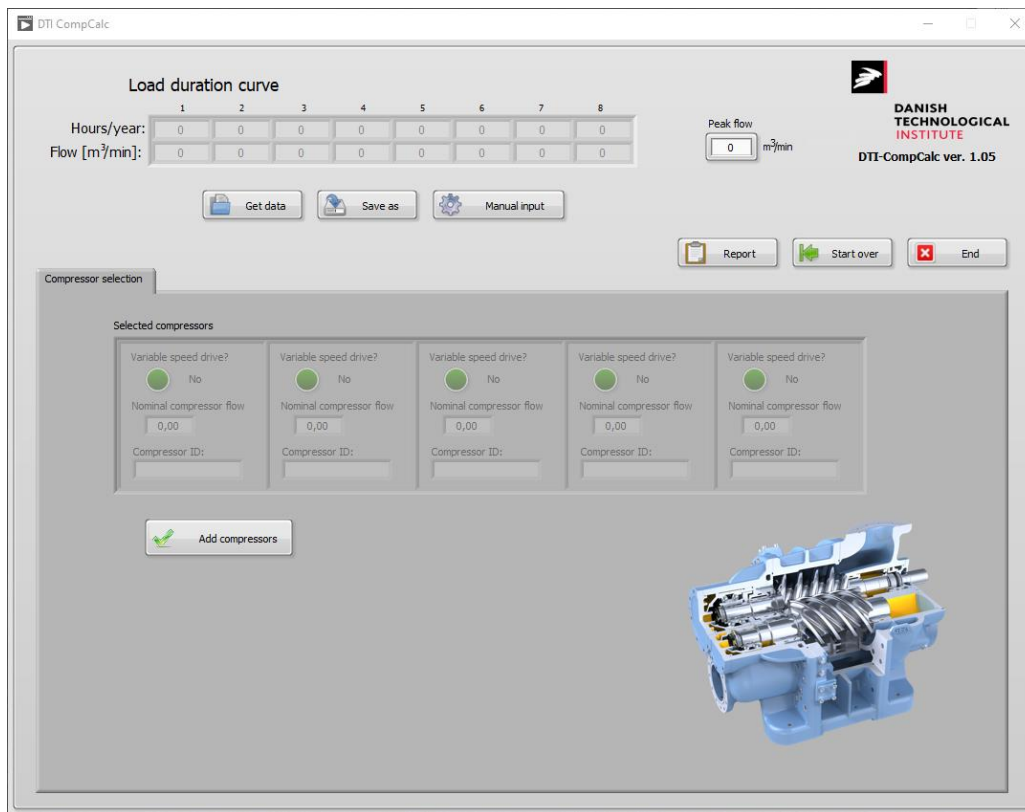 DTI CompCalc
Load duration curve
1 2 3 4 5 6 7 8
Hours/year: 0 0 0 0 0 0 0 0
Flow [m³/min]: 0 0 0 0 0 0 0 0
Peak flow
0 m³/min
DANISH
TECHNOLOGICAL
INSTITUTE
DTI-CompCalc ver. 1.05
Get data Save as Manual input
Report Start over End
Compressor selection
Selected compressors
Variable speed drive? Variable speed drive? Variable speed drive? Variable speed drive? Variable speed drive?
No No No No No
Nominal compressor flow Nominal compressor flow Nominal compressor flow Nominal compressor flow Nominal compressor flow
0,00 0,00 0,00 0,00 0,00
Compressor ID: Compressor ID: Compressor ID: Compressor ID: Compressor ID:
Add compressors